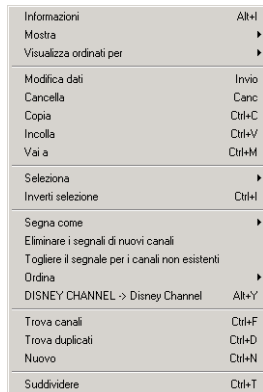 Informazioni Alt+I
Mostra
Visualizza ordinati per
Modifica dati Invio
Cancella Canc
Copia Ctrl+C
Incolla Ctrl+V
Vai a Ctrl+M
Seleziona
Inverti selezione Ctrl+I
Segna come
Eliminare i segnali di nuovi canali
Togliere il segnale per i canali non esistenti
Ordina
DISNEY CHANNEL -> Disney Channel Alt+Y
Trova canali Ctrl+F
Trova duplicati Ctrl+D
Nuovo Ctrl+N
Suddividere Ctrl+T